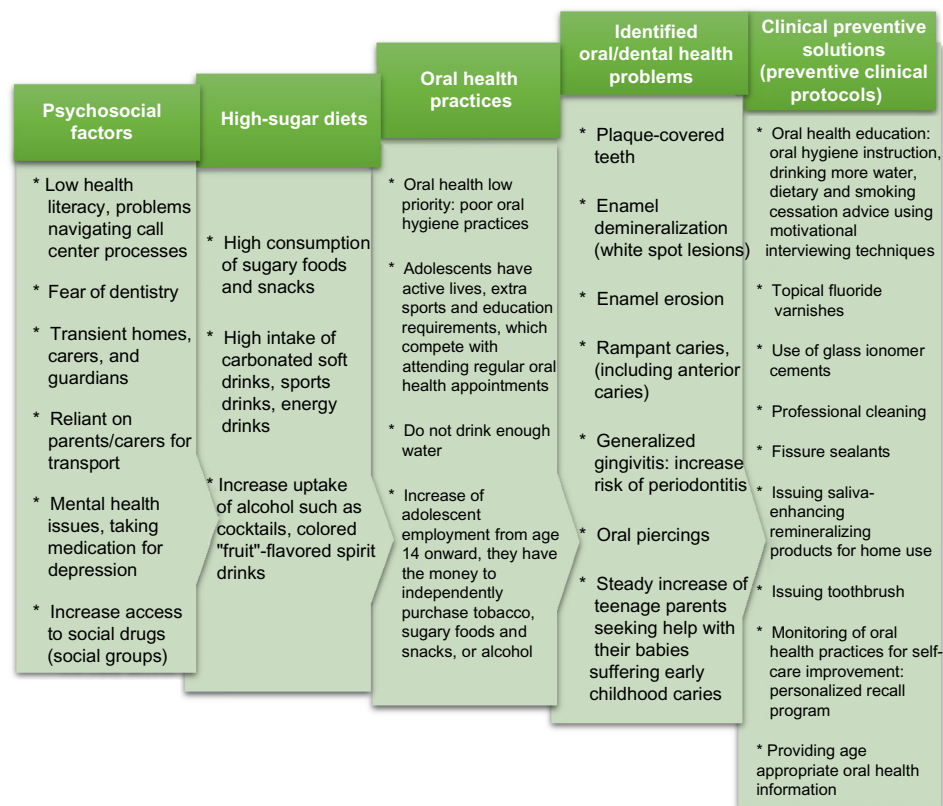 Psychosocial
factors
* Low health
literacy, problems
navigating call
center processes
* Fear of dentistry
* Transient homes,
carers, and
guardians
* Reliant on
parents/carers for
transport
* Mental health
issues, taking
medication for
depression
* Increase access
to social drugs
(social groups)
High-sugar diets
* High consumption
of sugary foods
and snacks
* High intake of
carbonated soft
drinks, sports
drinks, energy
drinks
* Increase uptake
of alcohol such as
cocktails, colored
"fruit"-flavored spirit
drinks
Oral health
practices
* Oral health low
priority: poor oral
hygiene practices
* Adolescents have
active lives, extra
sports and education
requirements, which
compete with
attending regular oral
health appointments
* Do not drink enough
water
* Increase of
adolescent
employment from age
14 onward, they have
the money to
independently
purchase tobacco,
sugary foods and
snacks, or alcohol
Identified
oral/dental health
problems
* Plaque-covered
teeth
* Enamel
demineralization
(white spot lesions)
* Enamel erosion
* Rampant caries,
(including anterior
caries)
* Generalized
gingivitis: increase
risk of periodontitis
* Oral piercings
* Steady increase of
teenage parents
seeking help with
their babies
suffering early
childhood caries
Clinical preventive
solutions
(preventive clinical
protocols)
* Oral health education:
oral hygiene instruction,
drinking more water,
dietary and smoking
cessation advice using
motivational
interviewing techniques
* Topical fluoride
varnishes
* Use of glass ionomer
cements
* Professional cleaning
* Fissure sealants
* Issuing saliva-
enhancing
remineralizing
products for home use
* Issuing toothbrush
* Monitoring of oral
health practices for self-
care improvement:
personalized recall
program
* Providing age
appropriate oral health
information